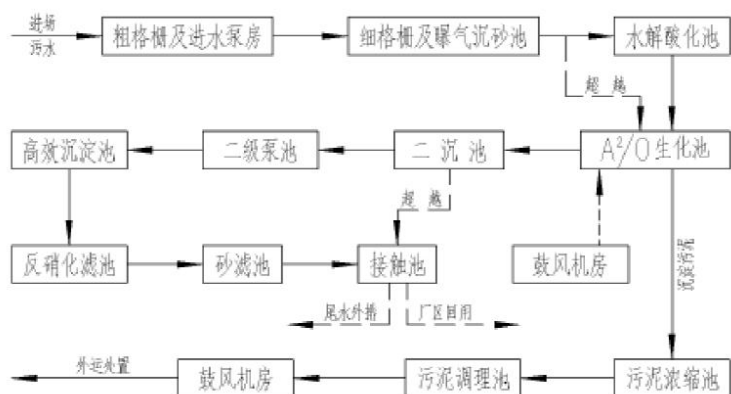 进场
污水
粗格栅及进水泵房
细格栅及曝气沉砂池
水解酸化池
超越
高效沉淀池
二级泵池
二沉池
A²/O生化池
超越
反硝化滤池
砂滤池
接触池
鼓风机房
尾水外排
厂区回用
外运处置
鼓风机房
污泥调理池
污泥浓缩池